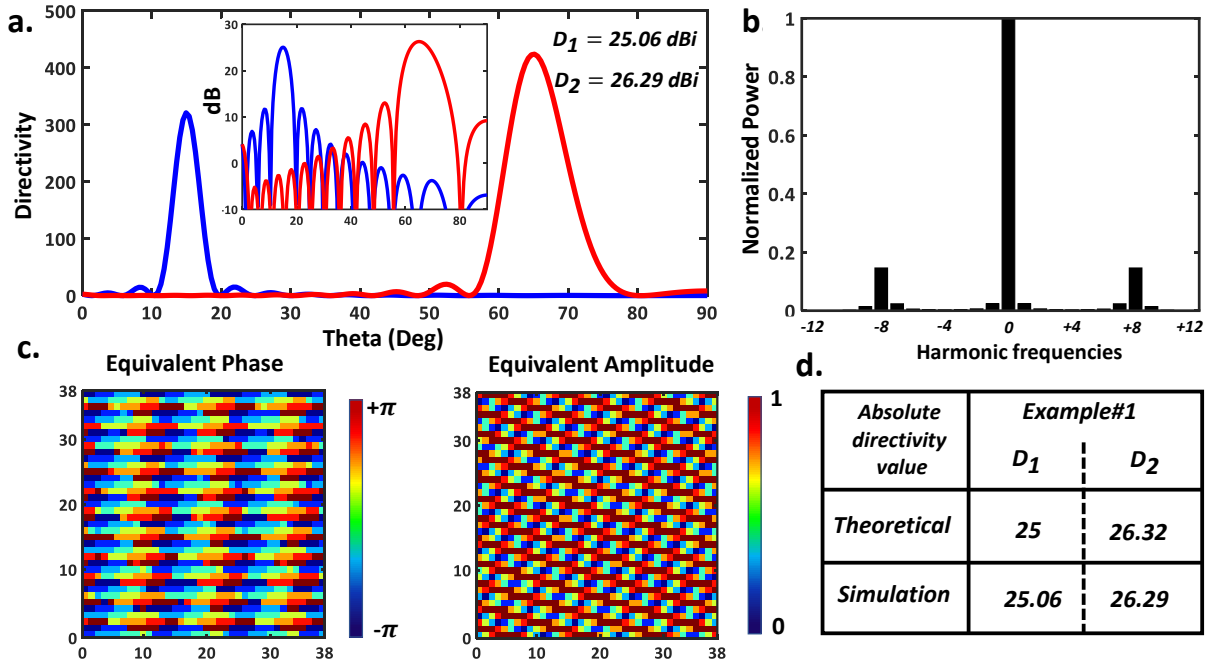 a.
500
400
300
200
100
0
Directivity
0 10 20 30 40 50 60 70 80 90
Theta (Deg)
30
20
10
0
-10
dB
0 20 40 60 80
D1 = 25.06 dBi
D2 = 26.29 dBi
b.
1
0.8
0.6
0.4
0.2
0
Normalized Power
-12 -8 -4 0 +4 +8 +12
Harmonic frequencies
c.
Equivalent Phase
38
30
20
10
0
0 10 20 30 38
+π
-π
Equivalent Amplitude
38
30
20
10
0
0 10 20 30 38
1
0
d.
Absolute directivity value
Example#1
D1 D2
Theoretical 25 26.32
Simulation 25.06 26.29